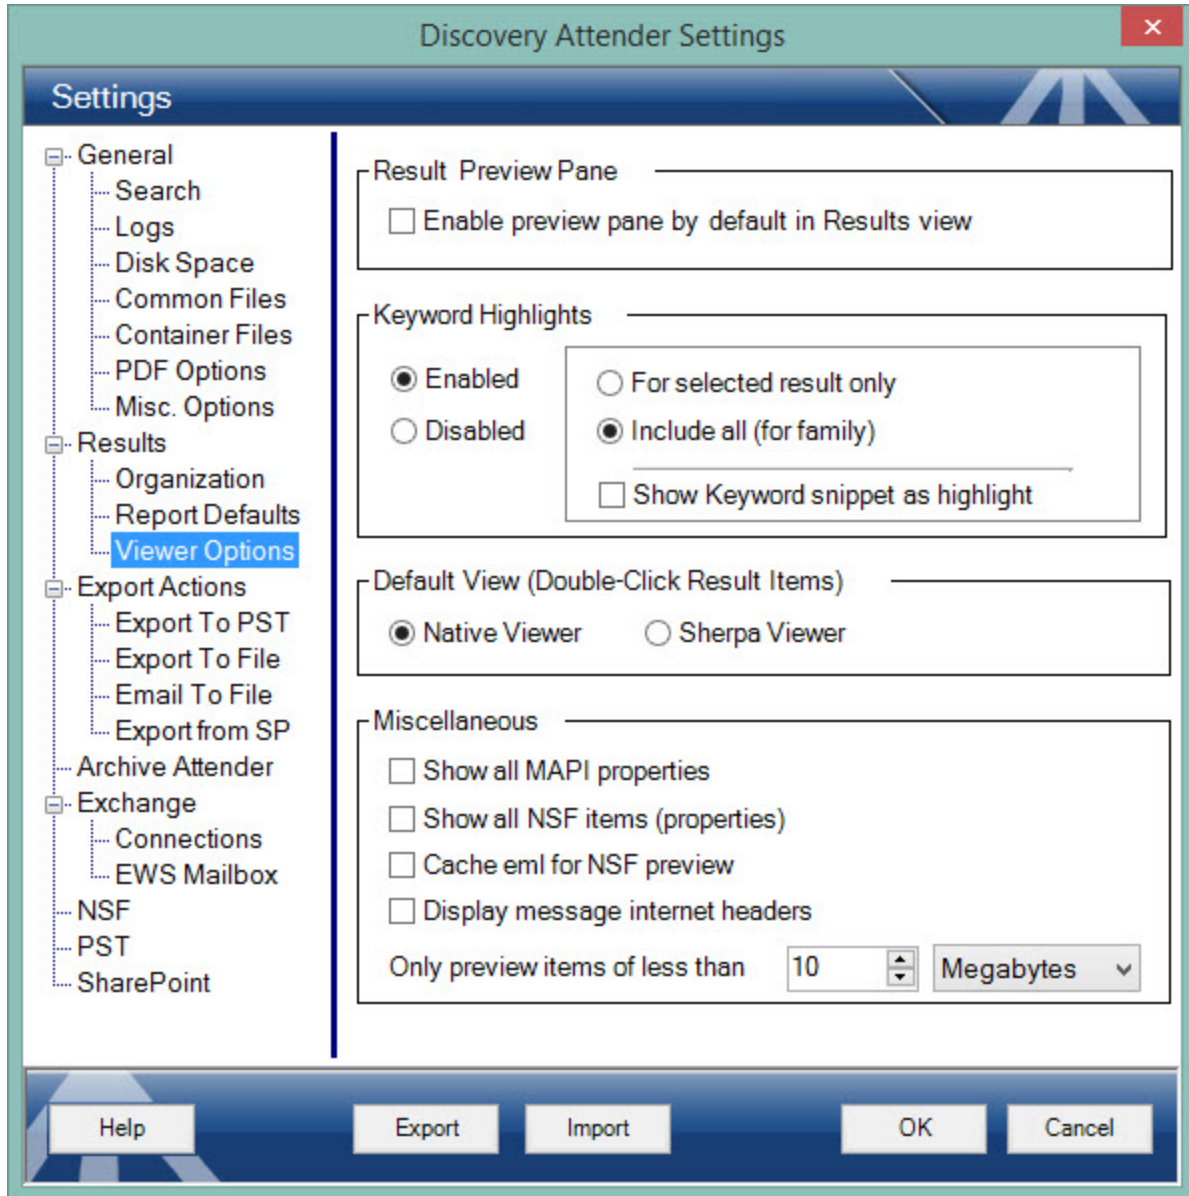 Discovery Attender Settings
Settings
General
Search
Logs
Disk Space
Common Files
Container Files
PDF Options
Misc. Options
Results
Organization
Report Defaults
Viewer Options
Export Actions
Export To PST
Export To File
Email To File
Export from SP
Archive Attender
Exchange
Connections
EWS Mailbox
NSF
PST
SharePoint
Result Preview Pane
Enable preview pane by default in Results view
Keyword Highlights
Enabled
Disabled
For selected result only
Include all (for family)
Show Keyword snippet as highlight
Default View (Double-Click Result Items)
Native Viewer Sherpa Viewer
Miscellaneous
Show all MAPI properties
Show all NSF items (properties)
Cache eml for NSF preview
Display message internet headers
Only preview items of less than 10 Megabytes
Help Export Import OK Cancel